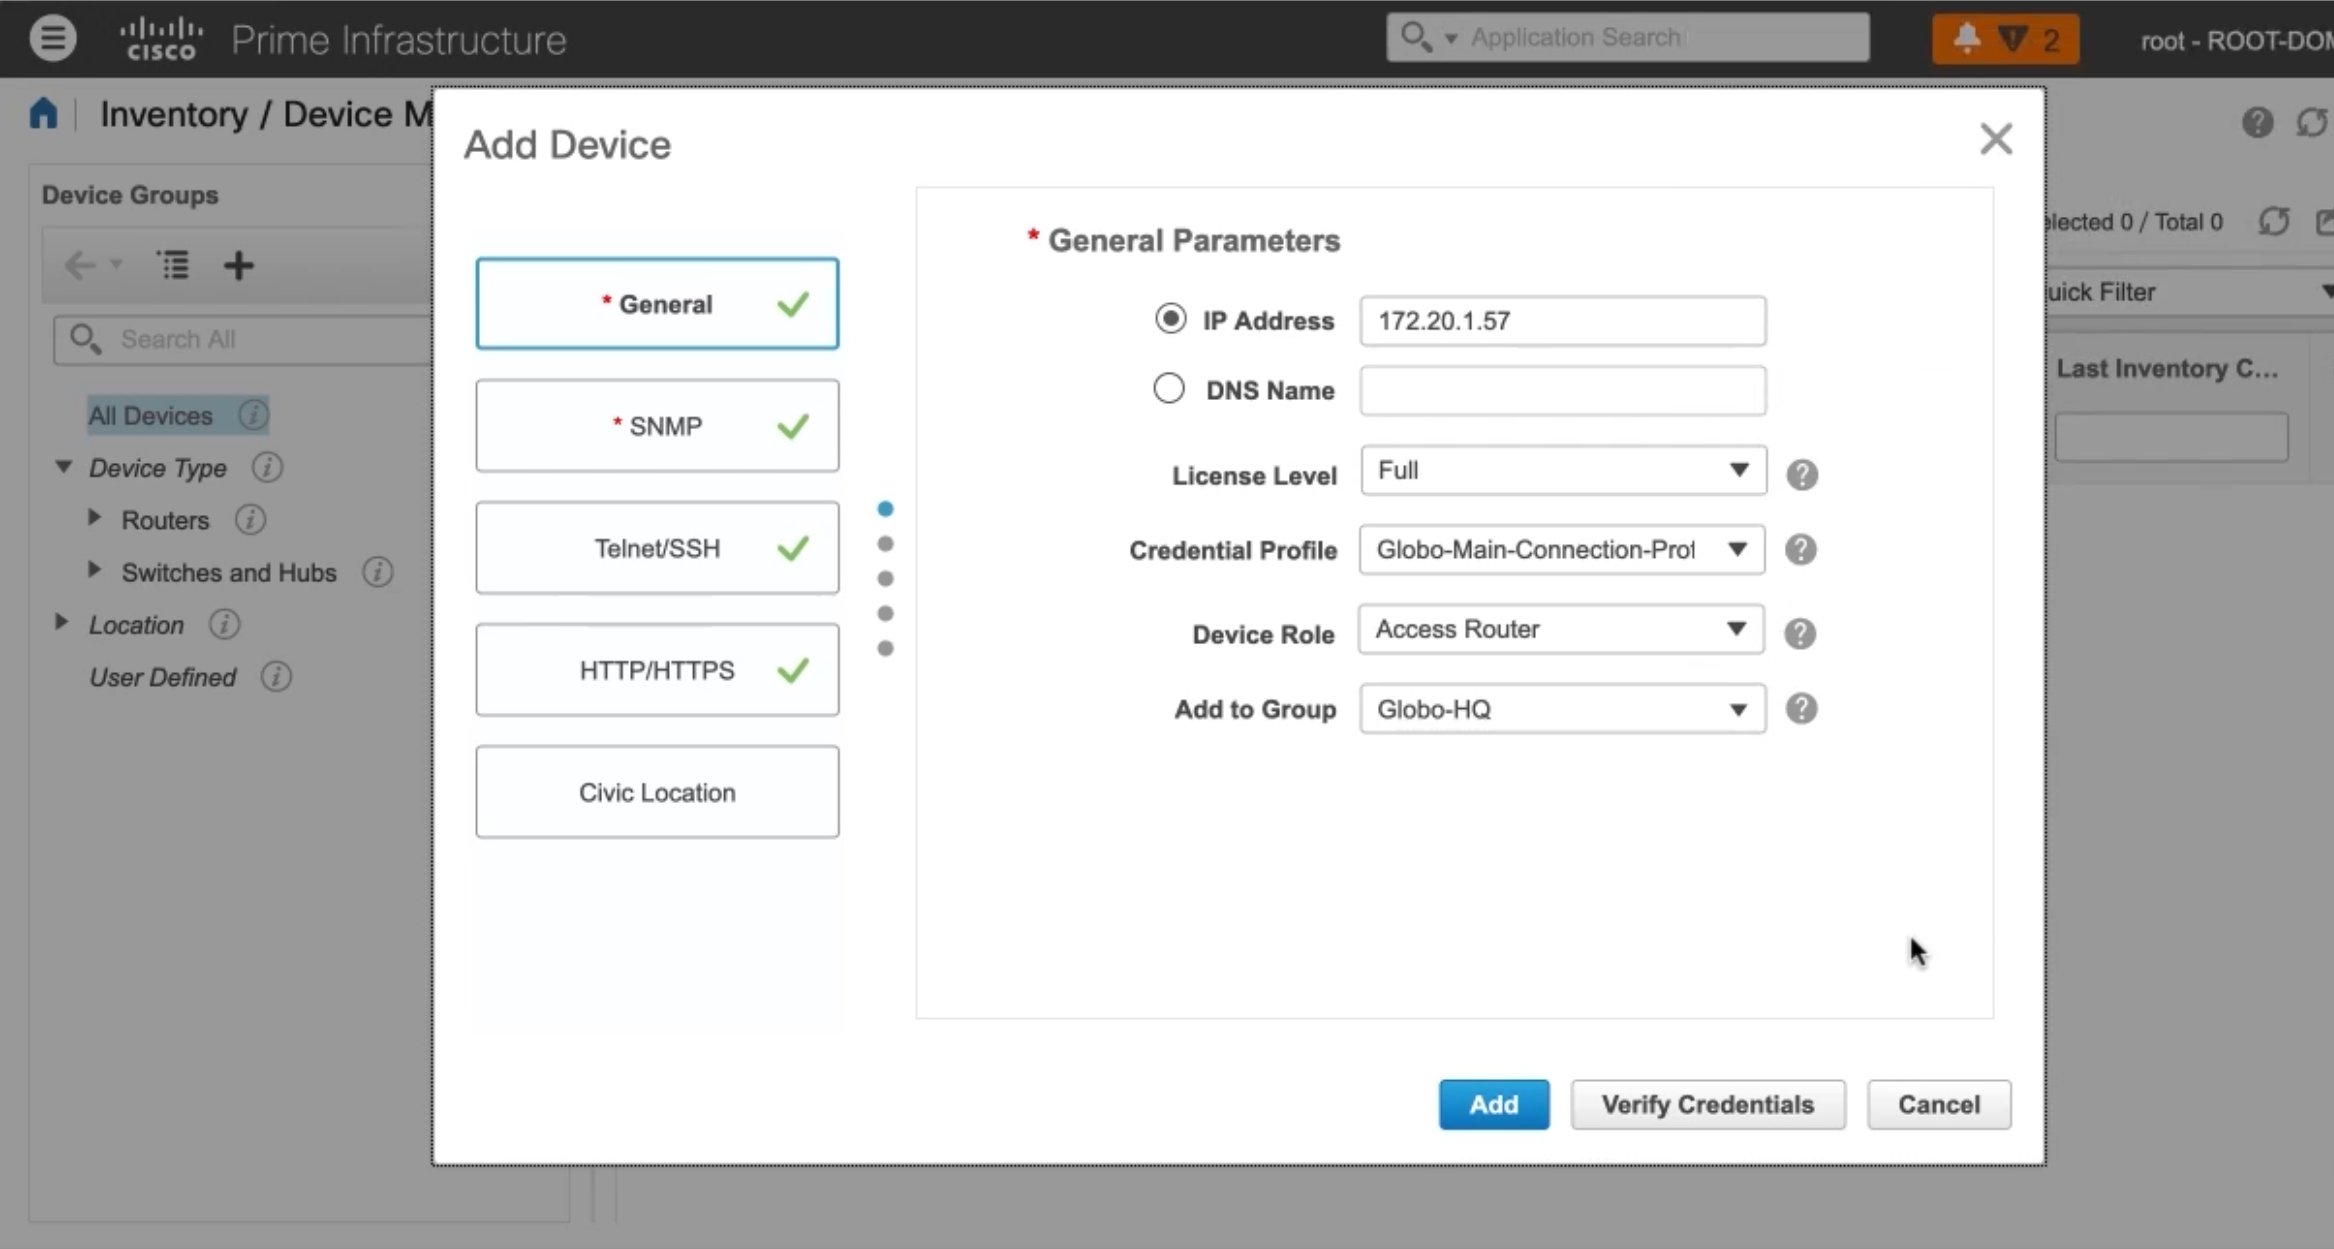 cisco Prime Infrastructure
Application Search
2
root - ROOT-DOM
Inventory / Device M
Add Device
Device Groups
Search All
All Devices
Device Type
Routers
Switches and Hubs
Location
User Defined
* General
* SNMP
Telnet/SSH
HTTP/HTTPS
Civic Location
* General Parameters
IP Address 172.20.1.57
DNS Name
License Level Full
Credential Profile Globo-Main-Connection-Prof
Device Role Access Router
Add to Group Globo-HQ
Add
Verify Credentials
Cancel
elected 0 / Total 0
uick Filter
Last Inventory C...